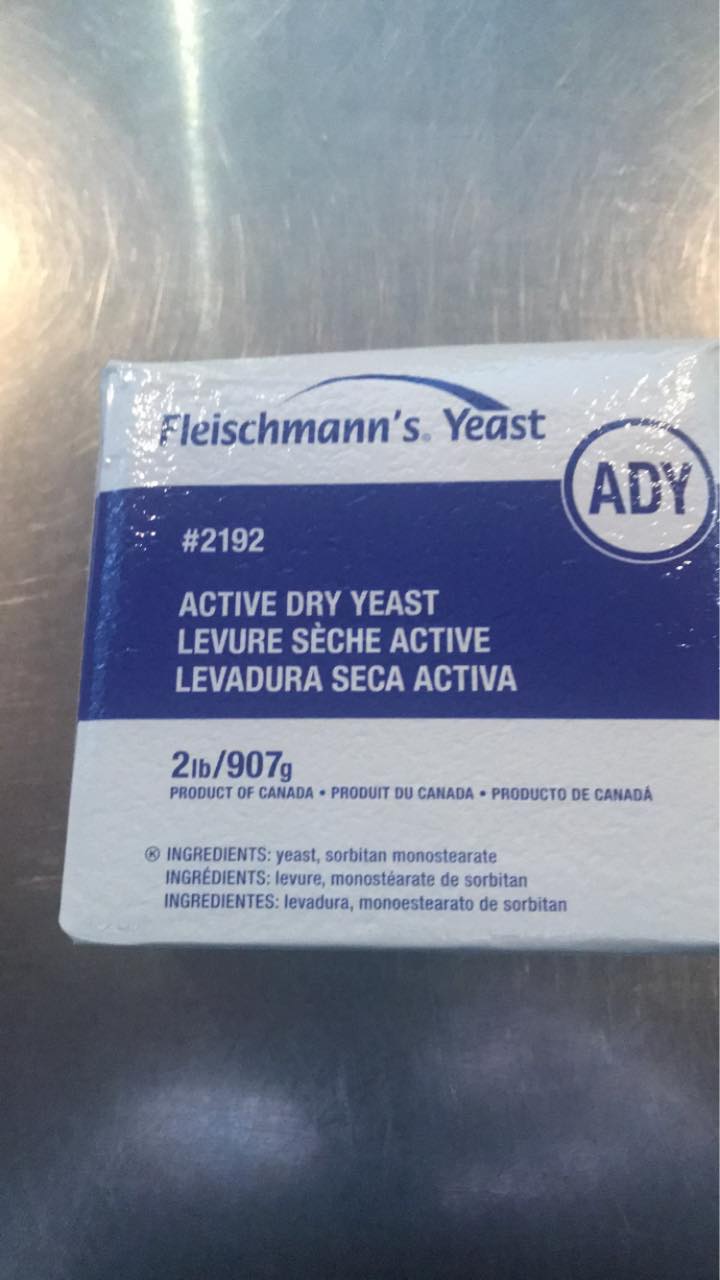 Fleischmann's® Yeast
ADY
#2192
ACTIVE DRY YEAST
LEVURE SÈCHE ACTIVE
LEVADURA SECA ACTIVA
2lb/907g
PRODUCT OF CANADA • PRODUIT DU CANADA • PRODUCTO DE CANADÁ
Ⓚ INGREDIENTS: yeast, sorbitan monostearate
INGRÉDIENTS: levure, monostéarate de sorbitan
INGREDIENTES: levadura, monoestearato de sorbitan